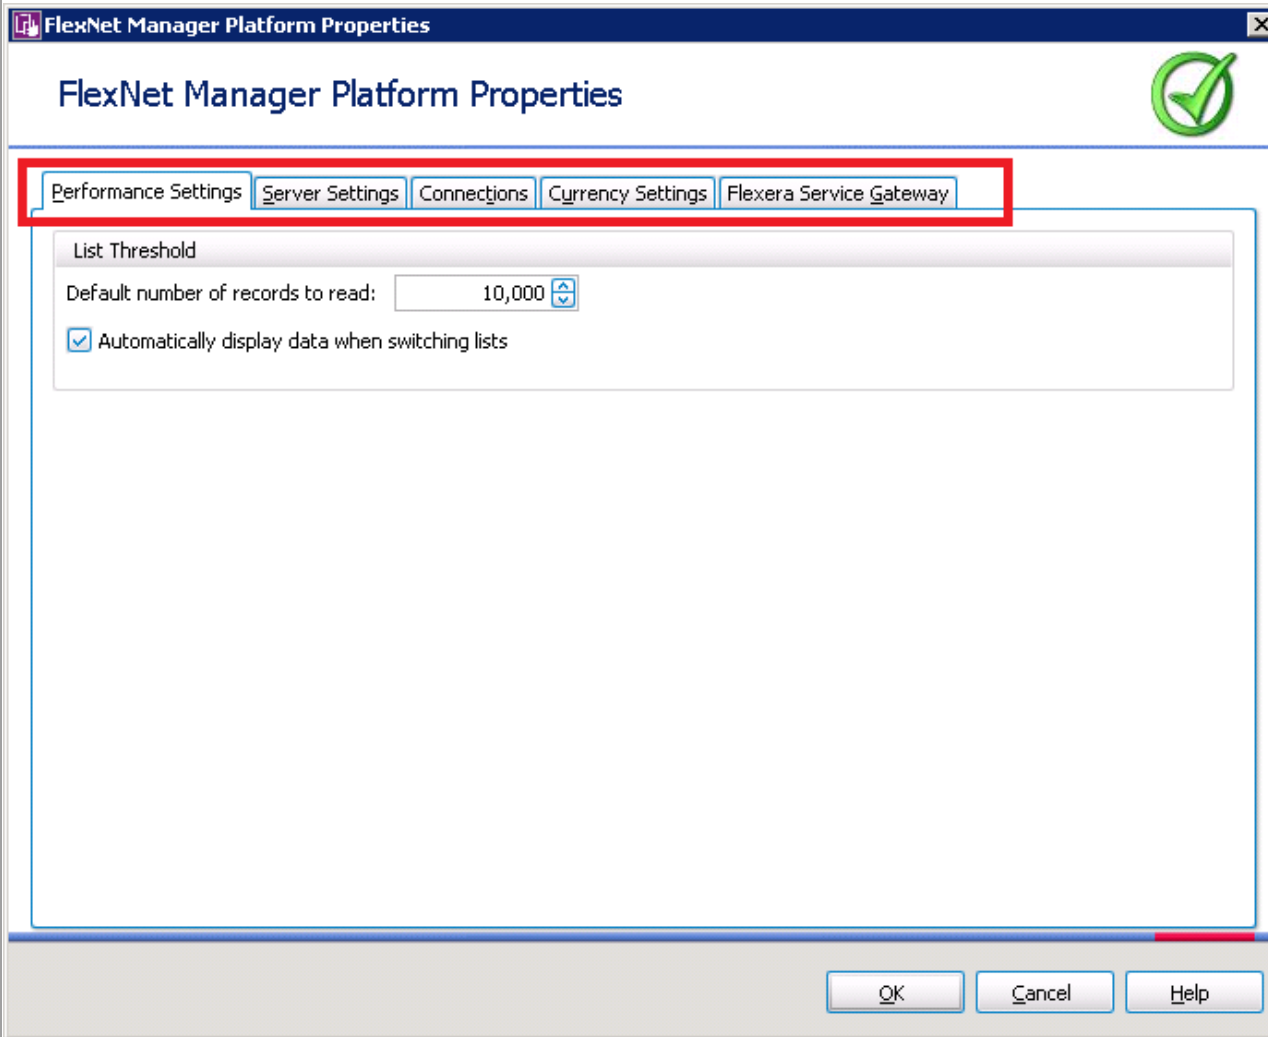 FlexNet Manager Platform Properties
FlexNet Manager Platform Properties
Performance Settings Server Settings Connections Currency Settings Flexera Service Gateway
List Threshold
Default number of records to read: 10,000
Automatically display data when switching lists
OK Cancel Help